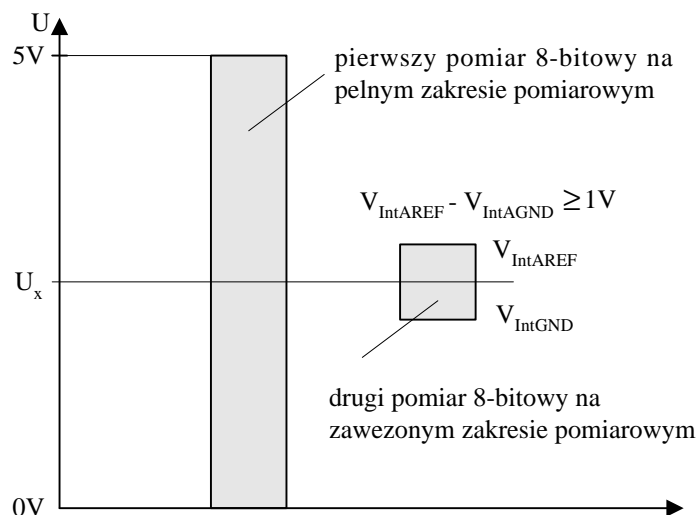 U
5V
pierwszy pomiar 8-bitowy na
pelnym zakresie pomiarowym
V_IntAREF - V_IntAGND ≥1V
V_IntAREF
U_x
V_IntGND
drugi pomiar 8-bitowy na
zawezonym zakresie pomiarowym
0V